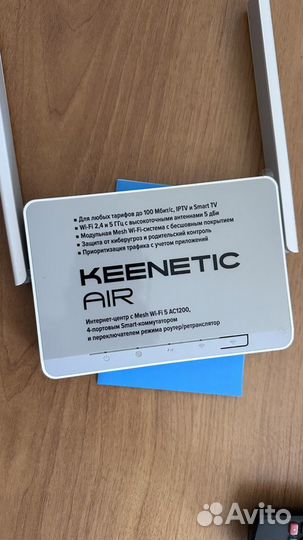 • Для любых тарифов до 100 Мбит/с, IPTV и Smart TV
• Wi-Fi 2,4 и 5 ГГц с высокоточными антеннами 5 дБи
• Модульная Mesh Wi-Fi-система с бесшовным покрытием
• Защита от киберугроз и родительский контроль
• Приоритизация трафика с учетом приложений
KEENETIC
AIR
Интернет-центр с Mesh Wi-Fi 5 AC1200,
4-портовым Smart-коммутатором
и переключателем режима роутер/ретранслятор
Avito